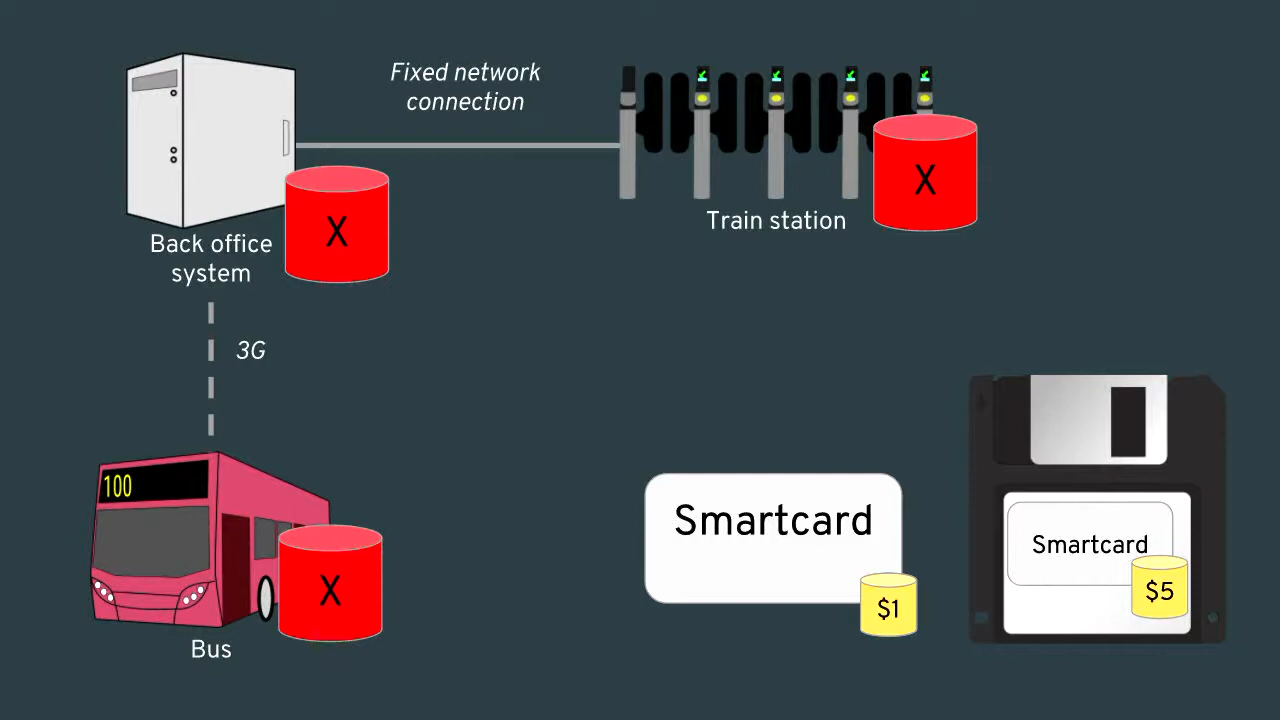 Fixed network
connection
X
Train station
X
Back office
system
3G
100
X
Bus
Smartcard
$1
Smartcard
$5